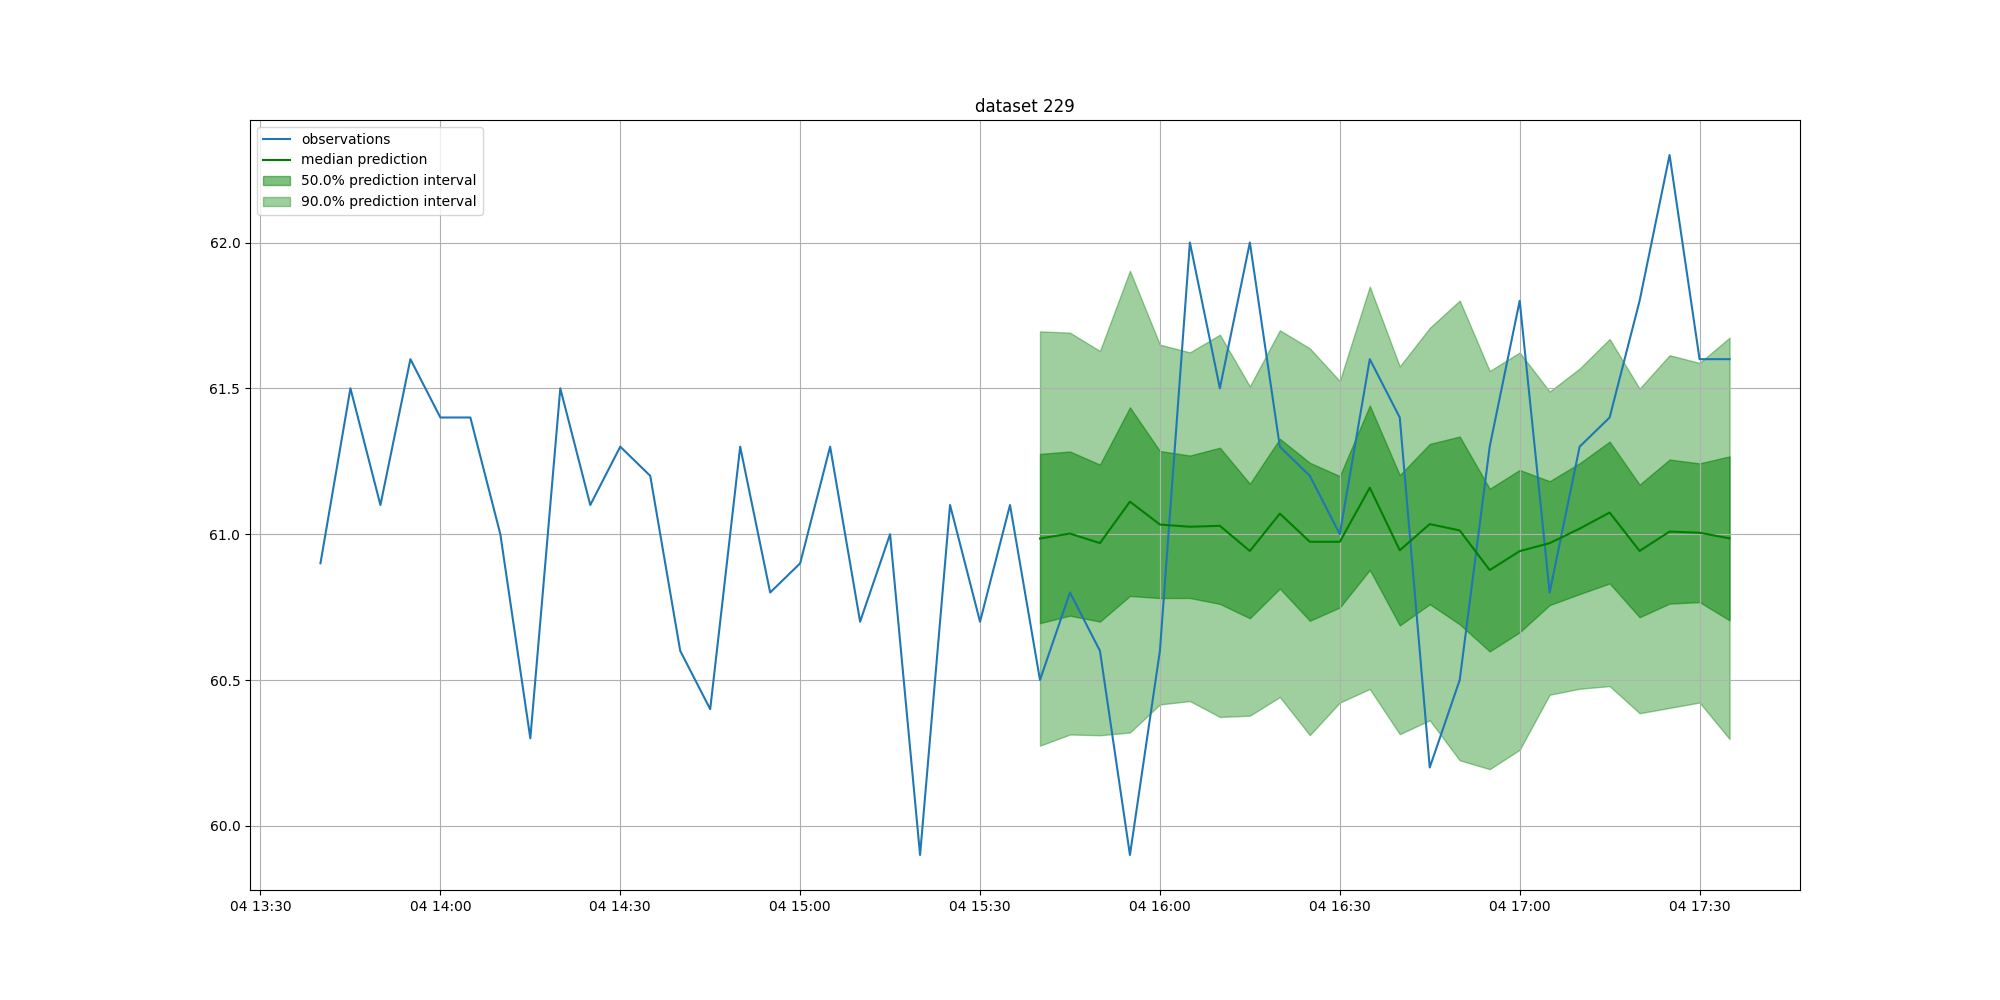 dataset 229
observations
median prediction
50.0% prediction interval
90.0% prediction interval
62.0
61.5
61.0
60.5
60.0
04 13:30 04 14:00 04 14:30 04 15:00 04 15:30 04 16:00 04 16:30 04 17:00 04 17:30